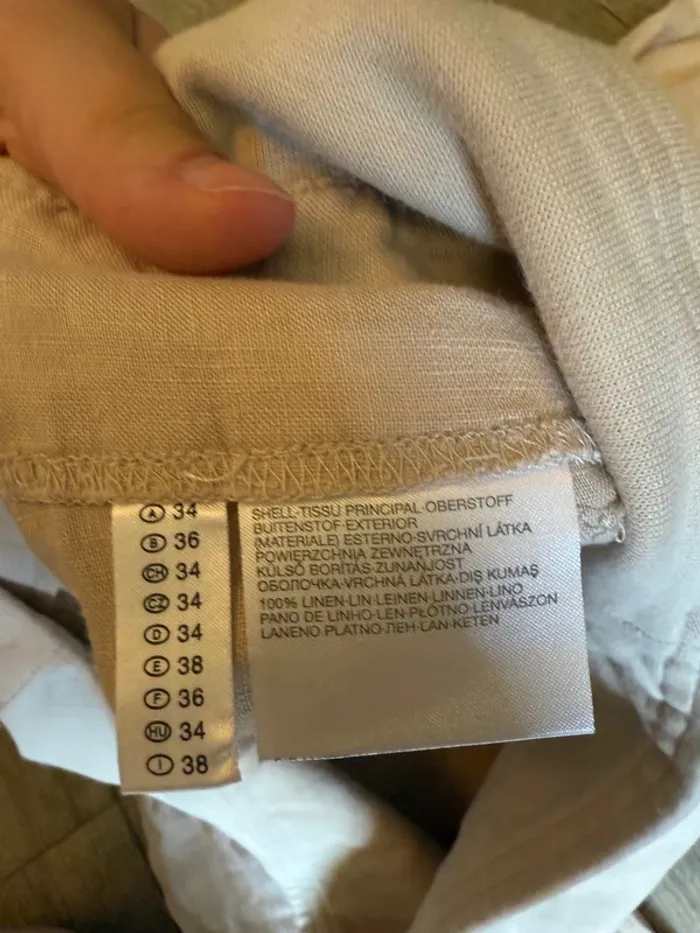 A 34
B 36
CH 34
CZ 34
D 34
E 38
F 36
HU 34
I 38
SHELL·TISSU PRINCIPAL·OBERSTOFF
BUITENSTOF·EXTERIOR
(MATERIALE) ESTERNO·SVRCHNÍ LÁTKA
POWIERZCHNIA ZEWNĘTRZNA
KÜLSŐ BORÍTÁS·ZUNANJOST
ОБОЛОЧКА·VRCHNÁ LÁTKA·DIŞ KUMAŞ
100% LINEN·LIN·LEINEN·LINNEN·LINO
PANO DE LINHO·LEN·PŁÓTNO·LENVÁSZON
LANENO PLATNO·ЛЕН·LAN·KETEN